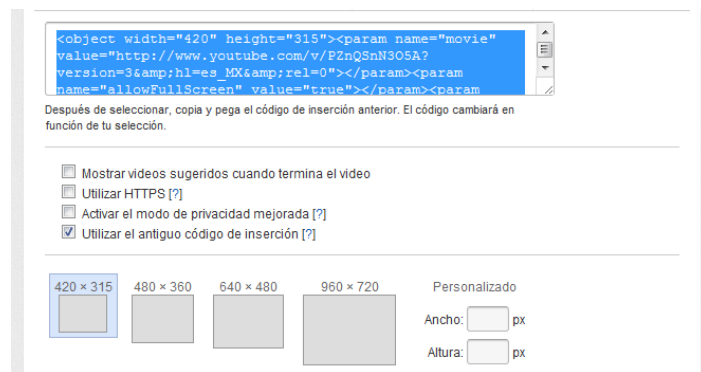 <object width="420" height="315"><param name="movie"
value="http://www.youtube.com/v/PZnQSnN3O5A?
version=3&amp;hl=es_MX&amp;rel=0"></param><param
name="allowFullScreen" value="true"></param><param
Después de seleccionar, copia y pega el código de inserción anterior. El código cambiará en
función de tu selección.
Mostrar videos sugeridos cuando termina el video
Utilizar HTTPS [?]
Activar el modo de privacidad mejorada [?]
Utilizar el antiguo código de inserción [?]
420 × 315 480 × 360 640 × 480 960 × 720 Personalizado
Ancho: px
Altura: px